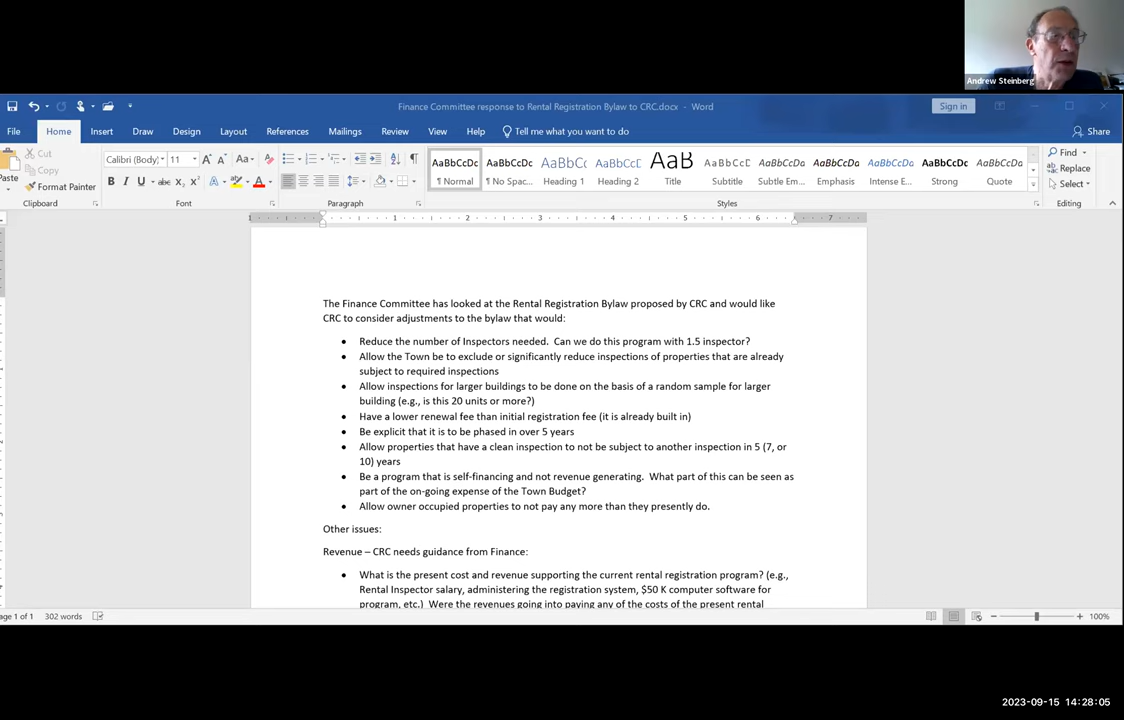 Andrew Steinberg
Finance Committee response to Rental Registration Bylaw to CRC.docx - Word
Sign in
File Home Insert Draw Design Layout References Mailings Review View Help Tell me what you want to do Share
Cut
Copy
Paste
Format Painter
Clipboard
Calibri (Body) 11
Font
Paragraph
AaBbCcDc AaBbCcDc AaBbCc AaBbCcD AaB AaBbCcD AaBbCcDc AaBbCcDc AaBbCcDc AaBbCcDc AaBbCcDc
¶ Normal ¶ No Spac... Heading 1 Heading 2 Title Subtitle Subtle Em... Emphasis Intense E... Strong Quote
Styles
Find
Replace
Select
Editing
1 1 2 3 4 5 6 7
The Finance Committee has looked at the Rental Registration Bylaw proposed by CRC and would like
CRC to consider adjustments to the bylaw that would:
• Reduce the number of Inspectors needed.  Can we do this program with 1.5 inspector?
• Allow the Town be to exclude or significantly reduce inspections of properties that are already
subject to required inspections
• Allow inspections for larger buildings to be done on the basis of a random sample for larger
building (e.g., is this 20 units or more?)
• Have a lower renewal fee than initial registration fee (it is already built in)
• Be explicit that it is to be phased in over 5 years
• Allow properties that have a clean inspection to not be subject to another inspection in 5 (7, or
10) years
• Be a program that is self-financing and not revenue generating.  What part of this can be seen as
part of the on-going expense of the Town Budget?
• Allow owner occupied properties to not pay any more than they presently do.
Other issues:
Revenue – CRC needs guidance from Finance:
• What is the present cost and revenue supporting the current rental registration program? (e.g.,
Rental Inspector salary, administering the registration system, $50 K computer software for
program, etc.)  Were the revenues going into paying any of the costs of the present rental
age 1 of 1 302 words 100%
2023-09-15 14:28:05